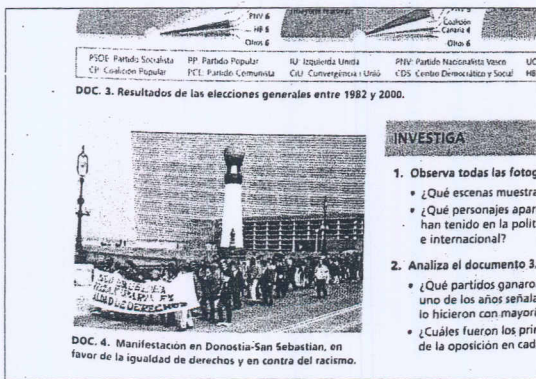 PNV 6
HB 5
Otros 6
Coalición
Canaria 4
Otros 6
PSOE: Partido Socialista PP: Partido Popular IU: Izquierda Unida PNV: Partido Nacionalista Vasco UC
CP: Coalición Popular PCE: Partido Comunista CiU: Convergència i Unió CDS: Centro Democrático y Social HB
DOC. 3. Resultados de las elecciones generales entre 1982 y 2000.
INVESTIGA
1. Observa todas las fotog
• ¿Qué escenas muestra
• ¿Qué personajes apar
han tenido en la polít
e internacional?
2. Analiza el documento 3.
• ¿Qué partidos ganaro
uno de los años señala
lo hicieron con mayorí
• ¿Cuáles fueron los prin
de la oposición en cad
DE DERECHOS
DOC. 4. Manifestación en Donostia-San Sebastián, en
favor de la igualdad de derechos y en contra del racismo.